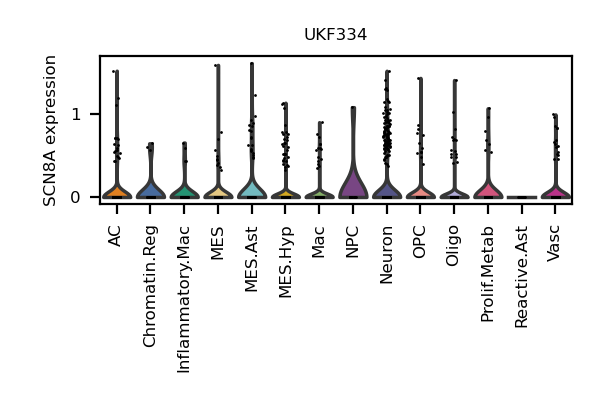 UKF334
SCN8A expression
1
0
AC
Chromatin.Reg
Inflammatory.Mac
MES
MES.Ast
MES.Hyp
Mac
NPC
Neuron
OPC
Oligo
Prolif.Metab
Reactive.Ast
Vasc